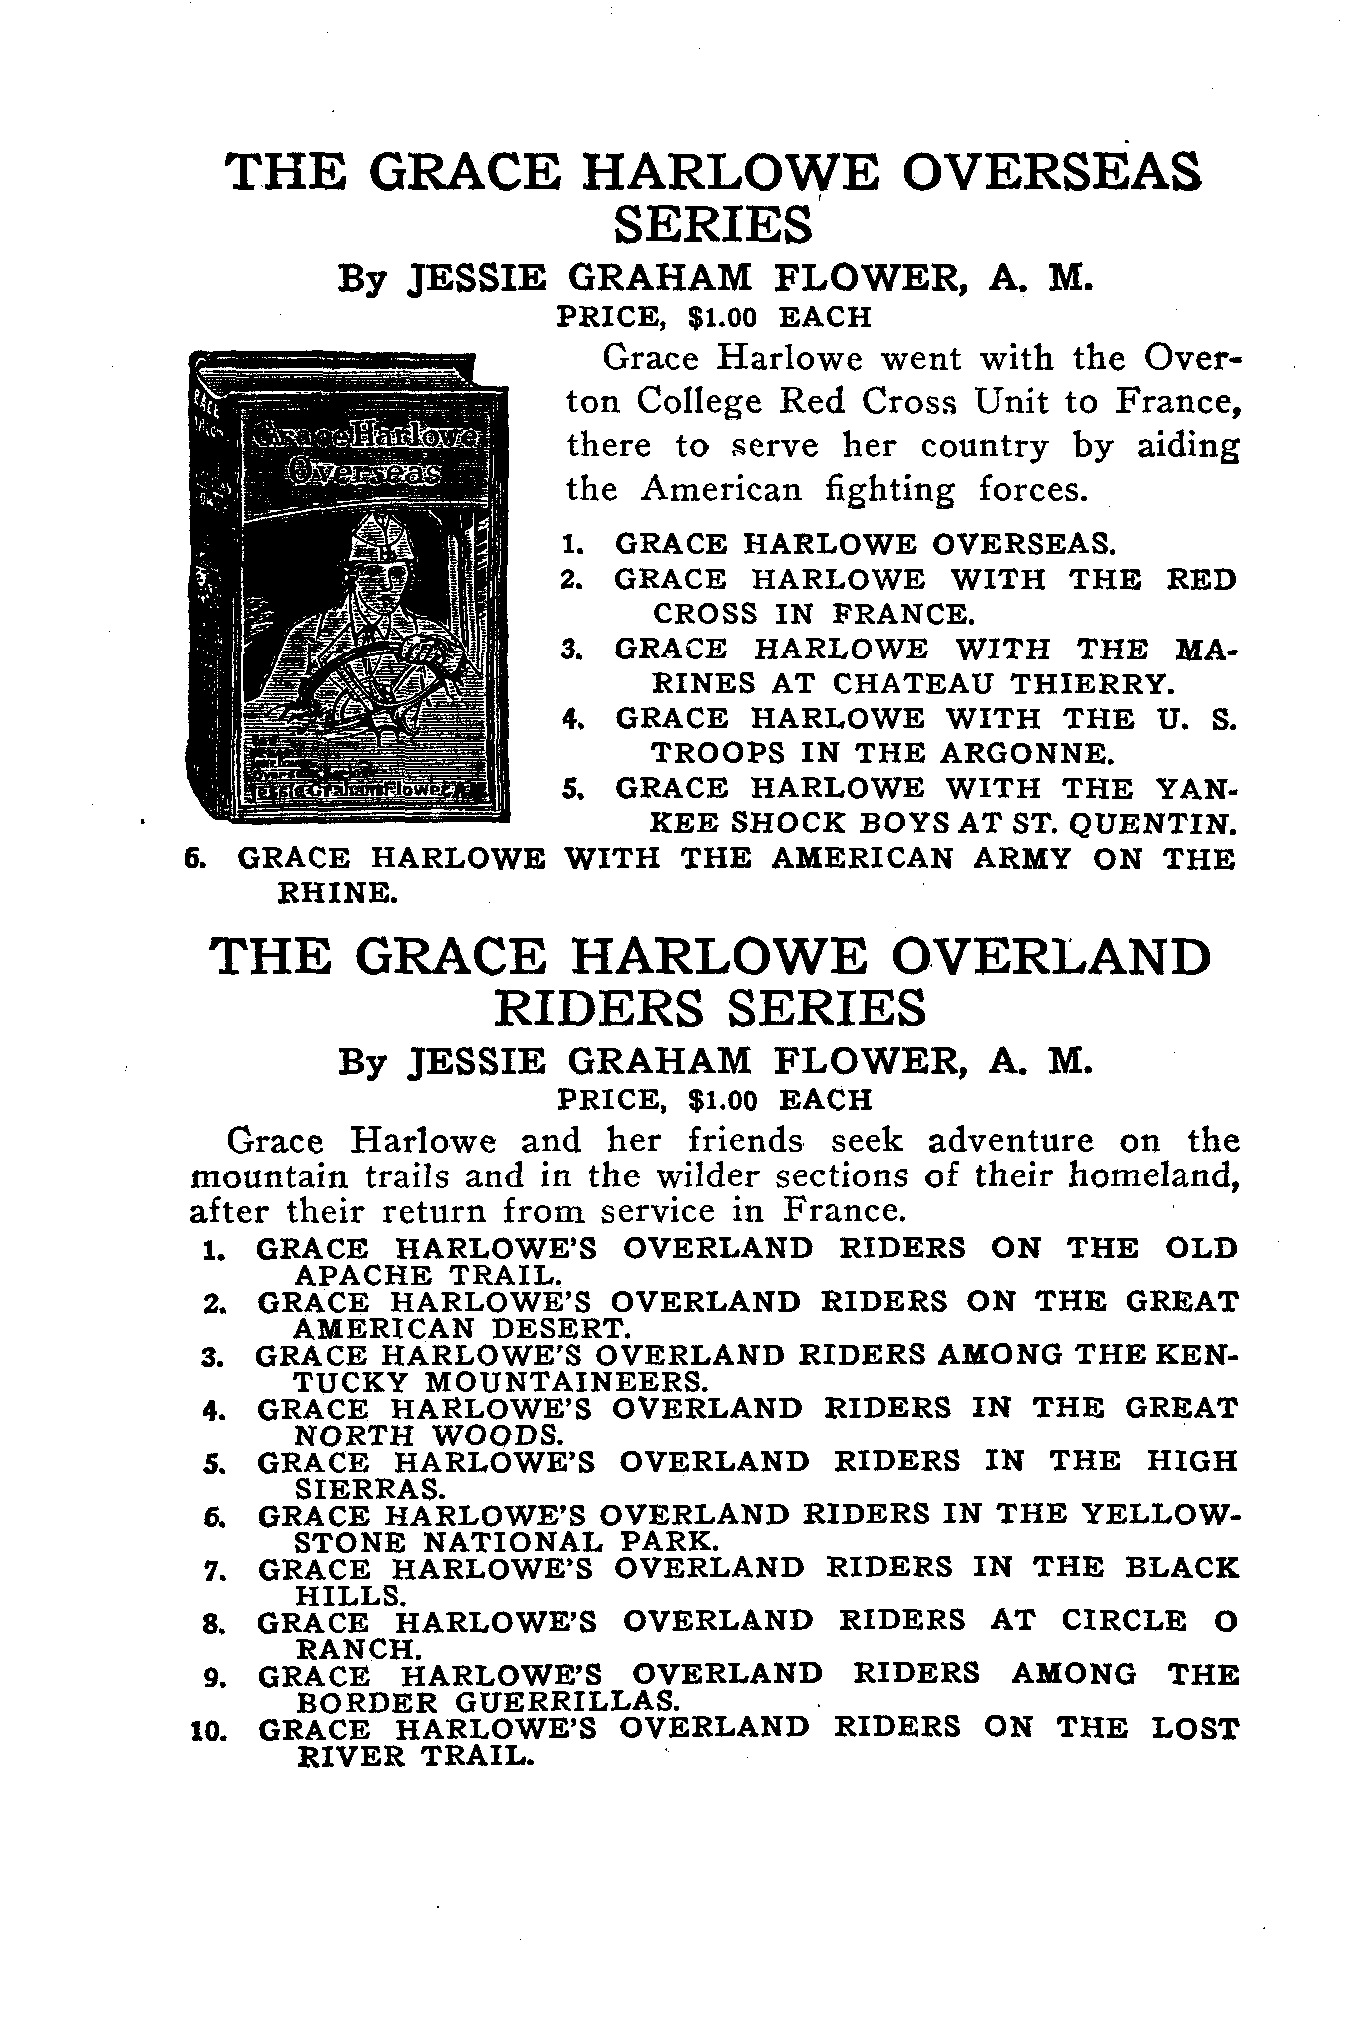 THE GRACE HARLOWE OVERSEAS
SERIES
By JESSIE GRAHAM FLOWER, A. M.
PRICE, $1.00 EACH
Grace Harlowe went with the Over-
ton College Red Cross Unit to France,
there to serve her country by aiding
the American fighting forces.
Grace Harlowe
Overseas
Jessie Graham Flower, A.M.
1. GRACE HARLOWE OVERSEAS.
2. GRACE HARLOWE WITH THE RED
CROSS IN FRANCE.
3. GRACE HARLOWE WITH THE MA-
RINES AT CHATEAU THIERRY.
4. GRACE HARLOWE WITH THE U. S.
TROOPS IN THE ARGONNE.
5. GRACE HARLOWE WITH THE YAN-
KEE SHOCK BOYS AT ST. QUENTIN.
6. GRACE HARLOWE WITH THE AMERICAN ARMY ON THE
RHINE.
THE GRACE HARLOWE OVERLAND
RIDERS SERIES
By JESSIE GRAHAM FLOWER, A. M.
PRICE, $1.00 EACH
Grace Harlowe and her friends seek adventure on the
mountain trails and in the wilder sections of their homeland,
after their return from service in France.
1. GRACE HARLOWE'S OVERLAND RIDERS ON THE OLD
APACHE TRAIL.
2. GRACE HARLOWE'S OVERLAND RIDERS ON THE GREAT
AMERICAN DESERT.
3. GRACE HARLOWE'S OVERLAND RIDERS AMONG THE KEN-
TUCKY MOUNTAINEERS.
4. GRACE HARLOWE'S OVERLAND RIDERS IN THE GREAT
NORTH WOODS.
5. GRACE HARLOWE'S OVERLAND RIDERS IN THE HIGH
SIERRAS.
6. GRACE HARLOWE'S OVERLAND RIDERS IN THE YELLOW-
STONE NATIONAL PARK.
7. GRACE HARLOWE'S OVERLAND RIDERS IN THE BLACK
HILLS.
8. GRACE HARLOWE'S OVERLAND RIDERS AT CIRCLE O
RANCH.
9. GRACE HARLOWE'S OVERLAND RIDERS AMONG THE
BORDER GUERRILLAS.
10. GRACE HARLOWE'S OVERLAND RIDERS ON THE LOST
RIVER TRAIL.